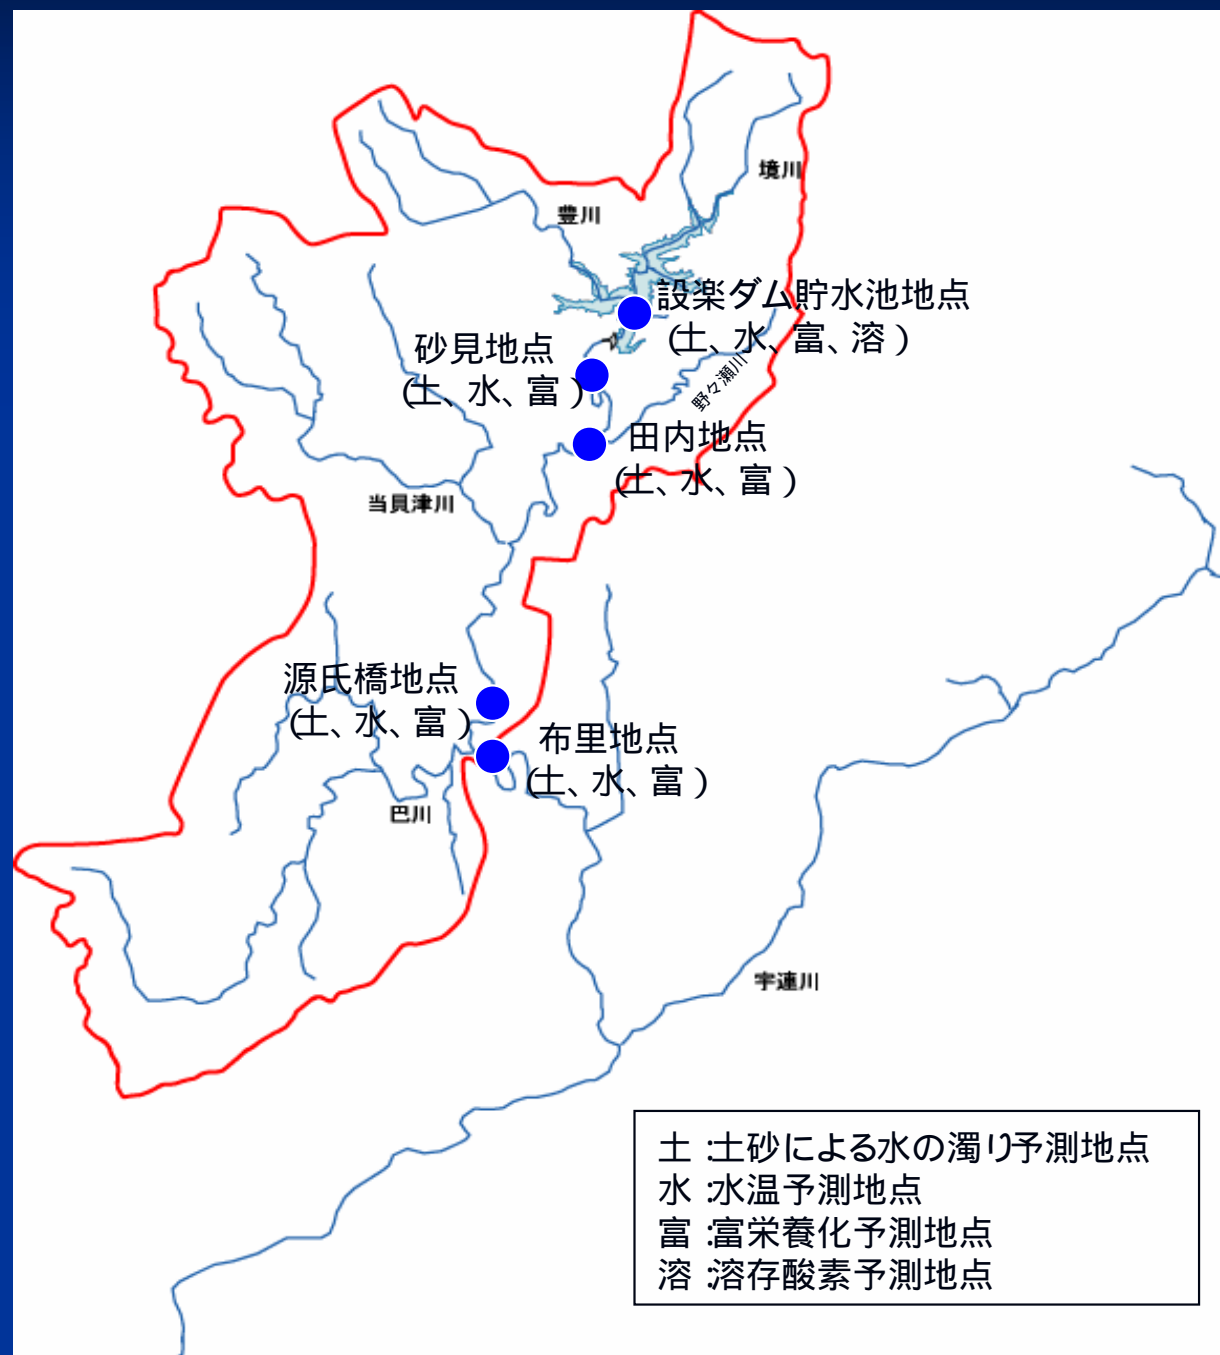 境川
豊川
設楽ダム貯水池地点
(土、水、富、溶)
砂見地点
(土、水、富)
野々瀬川
田内地点
(土、水、富)
当貝津川
源氏橋地点
(土、水、富)
布里地点
(土、水、富)
巴川
宇連川
土:土砂による水の濁り予測地点
水:水温予測地点
富:富栄養化予測地点
溶:溶存酸素予測地点